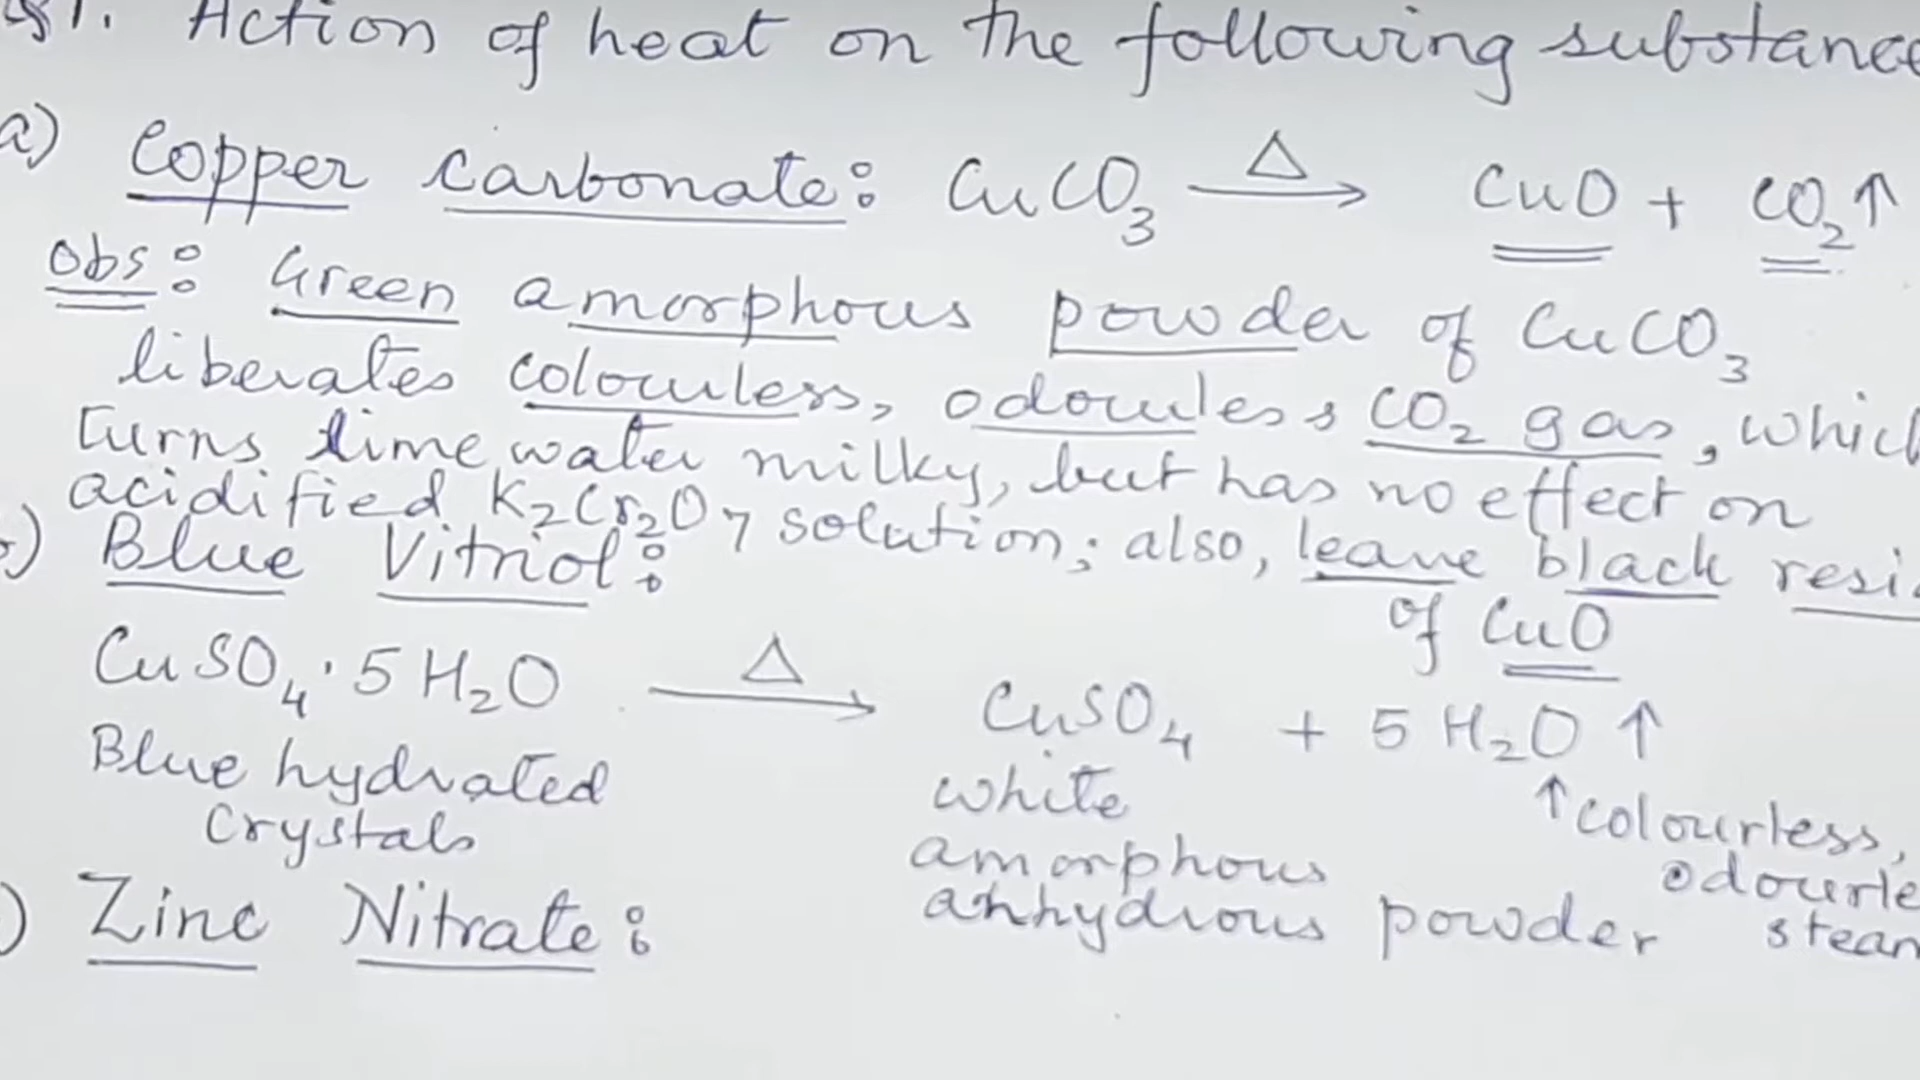 Action of heat on the following substance
a) Copper carbonate: CuCO₃ —Δ→ CuO + CO₂↑
Obs: Green amorphous powder of CuCO₃
liberates colourless, odourless CO₂ gas, which
turns lime water milky, but has no effect on
acidified K₂Cr₂O₇ solution; also, leave black resi
of CuO
) Blue Vitriol:
CuSO₄·5H₂O —Δ→ CuSO₄ + 5H₂O↑
Blue hydrated crystals
white amorphous anhydrous powder
↑colourless, odourle steam
) Zinc Nitrate: